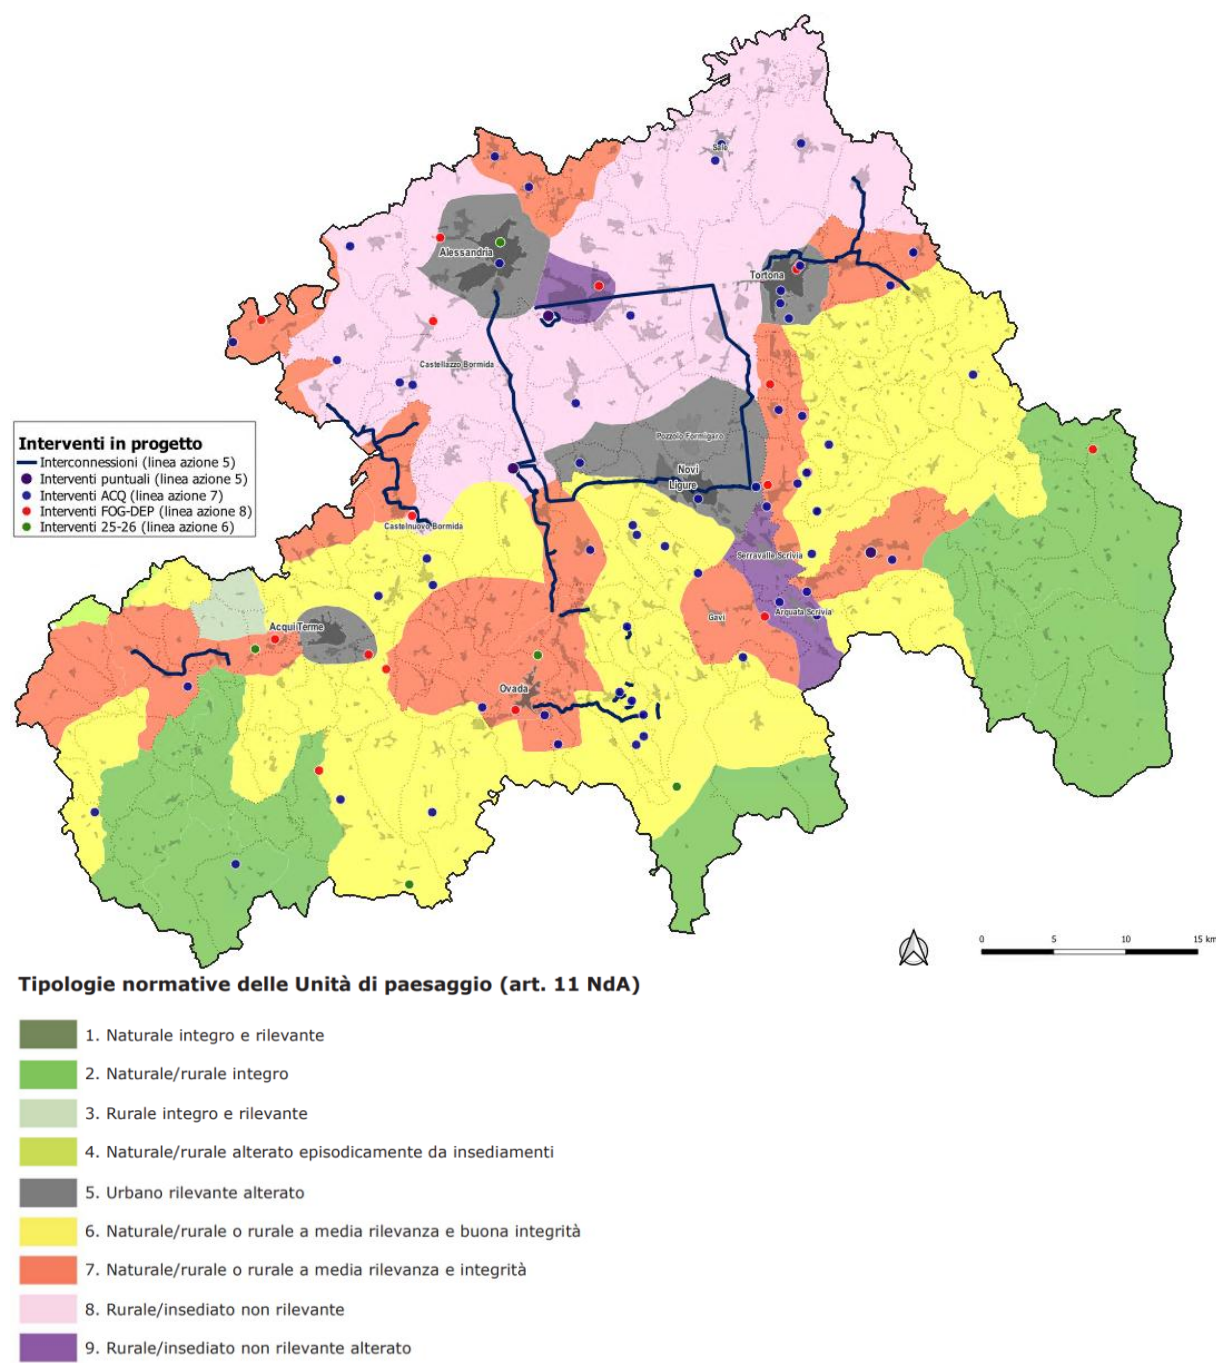 Sale
Alessandria
Tortona
Castellazzo Bormida
Interventi in progetto
Interconnessioni (linea azione 5)
Interventi puntuali (linea azione 5)
Interventi ACQ (linea azione 7)
Interventi FOG-DEP (linea azione 8)
Interventi 25-26 (linea azione 6)
Pozzolo Formigaro
Novi
Ligure
Castelnuovo Bormida
Serravalle Scrivia
Gavi
Arquata Scrivia
Acqui Terme
Ovada
0 5 10 15 km
Tipologie normative delle Unità di paesaggio (art. 11 NdA)
1. Naturale integro e rilevante
2. Naturale/rurale integro
3. Rurale integro e rilevante
4. Naturale/rurale alterato episodicamente da insediamenti
5. Urbano rilevante alterato
6. Naturale/rurale o rurale a media rilevanza e buona integrità
7. Naturale/rurale o rurale a media rilevanza e integrità
8. Rurale/insediato non rilevante
9. Rurale/insediato non rilevante alterato